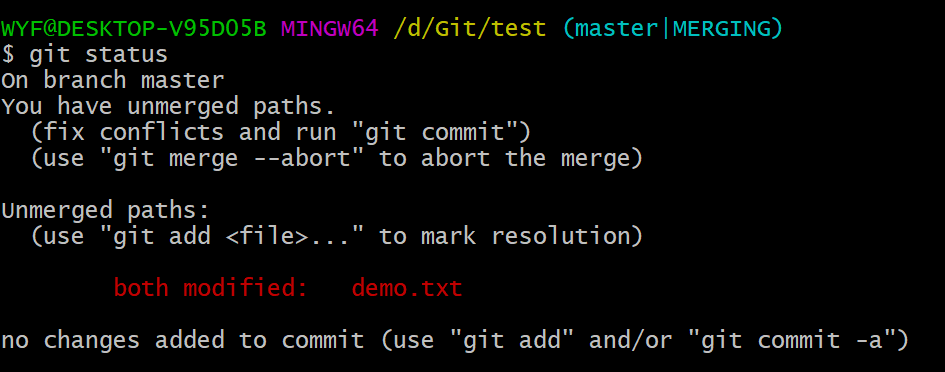 WYF@DESKTOP-V95DO5B MINGW64 /d/Git/test (master|MERGING)
$ git status
On branch master
You have unmerged paths.
  (fix conflicts and run "git commit")
  (use "git merge --abort" to abort the merge)
Unmerged paths:
  (use "git add <file>..." to mark resolution)
        both modified:   demo.txt
no changes added to commit (use "git add" and/or "git commit -a")